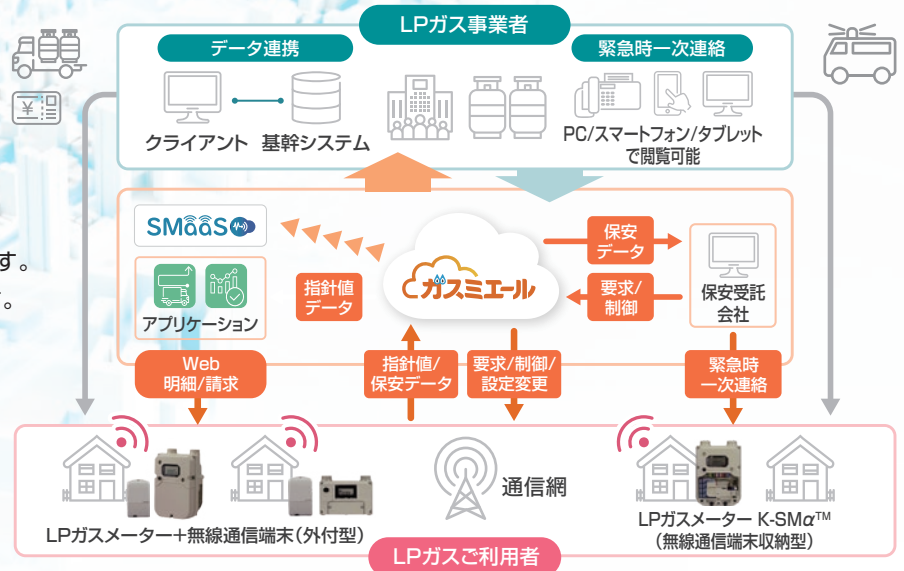 LPガス事業者
データ連携
緊急時一次連絡
¥
クライアント
基幹システム
PC/スマートフォン/タブレット
で閲覧可能
SMaaS
す。
。
アプリケーション
指針値
データ
ガスミエール
保安
データ
要求/
制御
保安受託
会社
Web
明細/請求
指針値/
保安データ
要求/制御/
設定変更
緊急時
一次連絡
通信網
LPガスメーター+無線通信端末(外付型)
LPガスメーター K-SMα™
(無線通信端末収納型)
LPガスご利用者